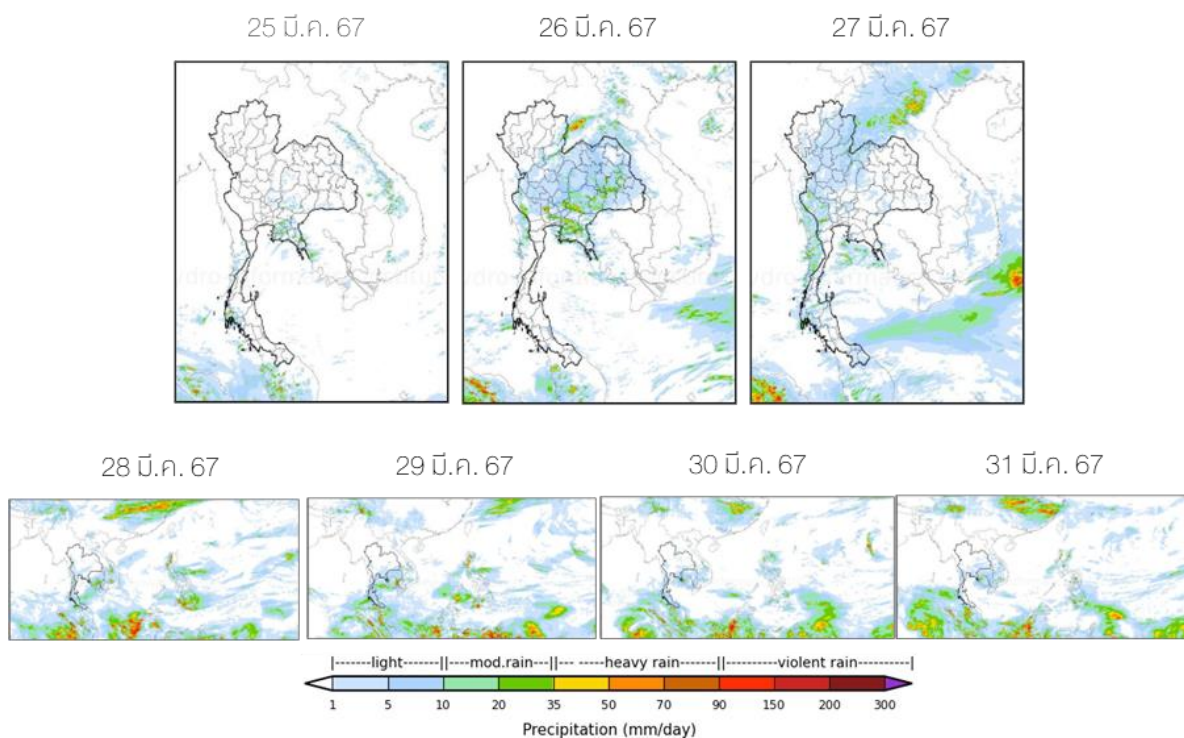 25 มี.ค. 67
26 มี.ค. 67
27 มี.ค. 67
28 มี.ค. 67
29 มี.ค. 67
30 มี.ค. 67
31 มี.ค. 67
|-------light-------||---mod.rain---||--- -----heavy rain-------||-----------violent rain-----------|
1 5 10 20 35 50 70 90 150 200 300
Precipitation (mm/day)